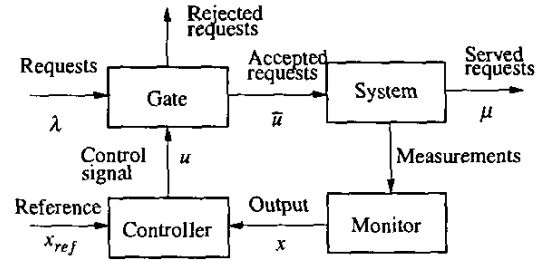 Rejected
requests
Requests
λ
Gate
Accepted
requests
ū
System
Served
requests
μ
Control
signal
u
Measurements
Reference
x_ref
Controller
Output
x
Monitor